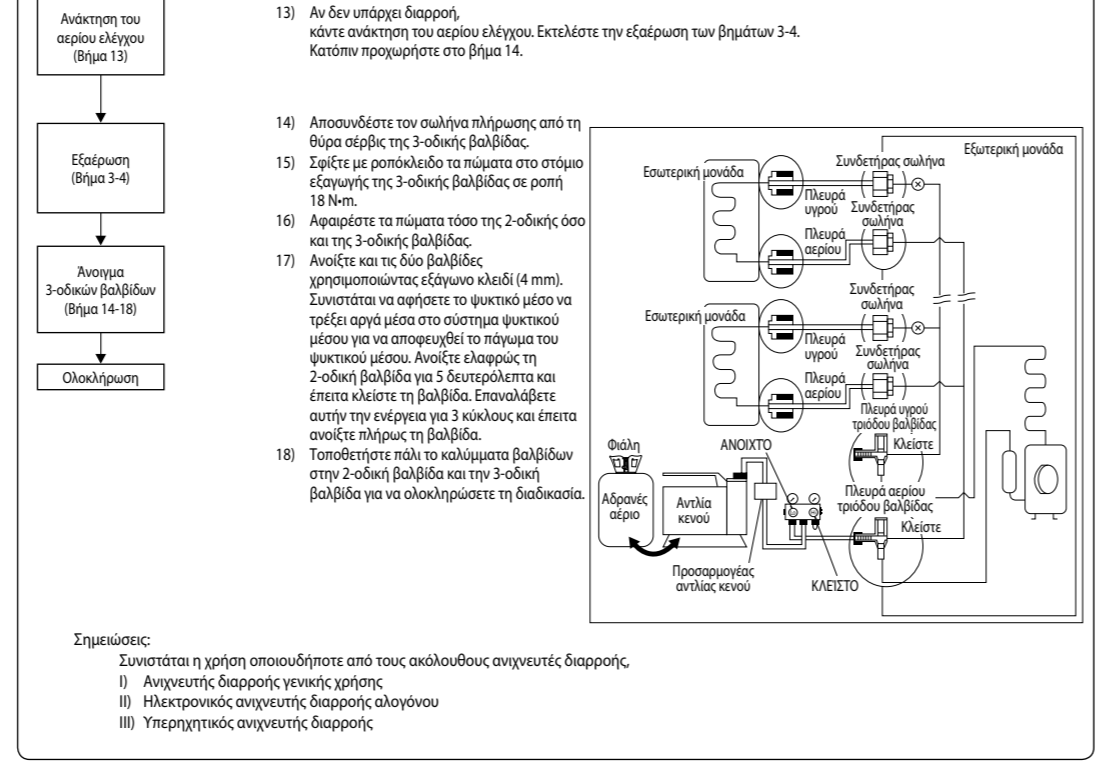 Ανάκτηση του
αερίου ελέγχου
(Βήμα 13)
Εξαέρωση
(Βήμα 3-4)
Άνοιγμα
3-οδικών βαλβίδων
(Βήμα 14-18)
Ολοκλήρωση
13) Αν δεν υπάρχει διαρροή,
κάντε ανάκτηση του αερίου ελέγχου. Εκτελέστε την εξαέρωση των βημάτων 3-4.
Κατόπιν προχωρήστε στο βήμα 14.
14) Αποσυνδέστε τον σωλήνα πλήρωσης από τη
θύρα σέρβις της 3-οδικής βαλβίδας.
15) Σφίξτε με ροπόκλειδο τα πώματα στο στόμιο
εξαγωγής της 3-οδικής βαλβίδας σε ροπή
18 N•m.
16) Αφαιρέστε τα πώματα τόσο της 2-οδικής όσο
και της 3-οδικής βαλβίδας.
17) Ανοίξτε και τις δύο βαλβίδες
χρησιμοποιώντας εξάγωνο κλειδί (4 mm).
Συνιστάται να αφήσετε το ψυκτικό μέσο να
τρέξει αργά μέσα στο σύστημα ψυκτικού
μέσου για να αποφευχθεί το πάγωμα του
ψυκτικού μέσου. Ανοίξτε ελαφρώς τη
2-οδική βαλβίδα για 5 δευτερόλεπτα και
έπειτα κλείστε τη βαλβίδα. Επαναλάβετε
αυτήν την ενέργεια για 3 κύκλους και έπειτα
ανοίξτε πλήρως τη βαλβίδα.
18) Τοποθετήστε πάλι το καλύμματα βαλβίδων
στην 2-οδική βαλβίδα και την 3-οδική
βαλβίδα για να ολοκληρώσετε τη διαδικασία.
Εξωτερική μονάδα
Εσωτερική μονάδα
Συνδετήρας σωλήνα
Πλευρά
υγρού
Συνδετήρας
σωλήνα
Πλευρά
αερίου
Συνδετήρας
σωλήνα
Εσωτερική μονάδα
Πλευρά
υγρού
Συνδετήρας
σωλήνα
Πλευρά
αερίου
Πλευρά υγρού
τριόδου βαλβίδας
Κλείστε
Φιάλη
ΑΝΟΙΧΤΟ
Αδρανές
αέριο
Αντλία
κενού
Πλευρά αερίου
τριόδου βαλβίδας
Κλείστε
Προσαρμογέας
αντλίας κενού
ΚΛΕΙΣΤΟ
Σημειώσεις:
Συνιστάται η χρήση οποιουδήποτε από τους ακόλουθους ανιχνευτές διαρροής,
I) Ανιχνευτής διαρροής γενικής χρήσης
II) Ηλεκτρονικός ανιχνευτής διαρροής αλογόνου
III) Υπερηχητικός ανιχνευτής διαρροής